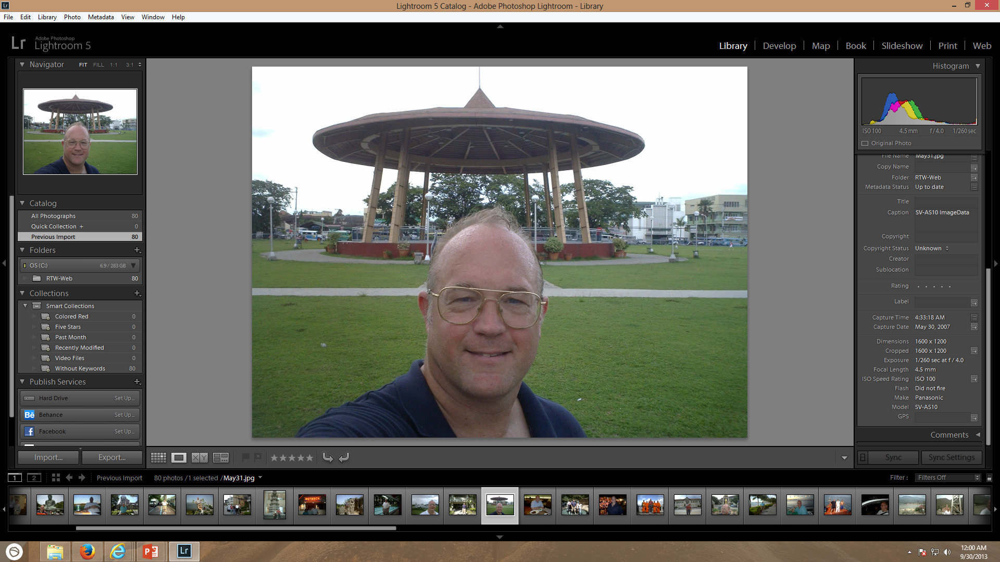 Lr
Lightroom 5 Catalog - Adobe Photoshop Lightroom - Library
File Edit Library Photo Metadata View Window Help
Lr Adobe Photoshop
Lightroom 5
Library Develop Map Book Slideshow Print Web
Navigator FIT FILL 1:1 3:1
Catalog
All Photographs 80
Quick Collection + 0
Previous Import 80
Folders
OS (C:) 6.9 / 283 GB
RTW-Web 80
Collections
Smart Collections
Colored Red 0
Five Stars 0
Past Month 0
Recently Modified 0
Video Files 0
Without Keywords 80
Publish Services
Hard Drive Set Up...
Bē Behance Set Up...
f Facebook Set Up...
Import... Export...
XY
Histogram
ISO 100 4.5 mm f / 4.0 1/260 sec
Original Photo
File Name May31.jpg
Copy Name
Folder RTW-Web
Metadata Status Up to date
Title
Caption SV-AS10 ImageData
Copyright
Copyright Status Unknown
Creator
Sublocation
Rating
Label
Capture Time 4:33:18 AM
Capture Date May 30, 2007
Dimensions 1600 x 1200
Cropped 1600 x 1200
Exposure 1/260 sec at f / 4.0
Focal Length 4.5 mm
ISO Speed Rating ISO 100
Flash Did not fire
Make Panasonic
Model SV-AS10
GPS
Comments
Sync Sync Settings
1 2 Previous Import 80 photos /1 selected /May31.jpg
Filter : Filters Off
OUTBACK
Lr
12:00 AM
9/30/2013